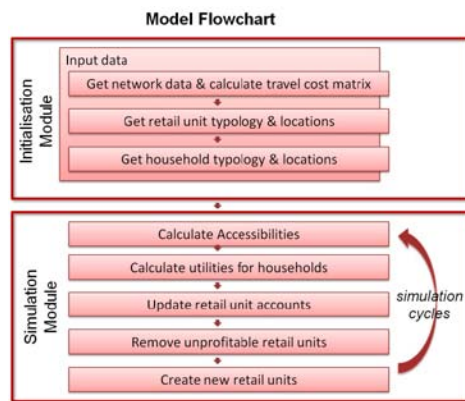 Model Flowchart
Initialisation
Module
Input data
Get network data & calculate travel cost matrix
Get retail unit typology & locations
Get household typology & locations
Simulation
Module
Calculate Accessibilities
Calculate utilities for households
Update retail unit accounts
Remove unprofitable retail units
Create new retail units
simulation
cycles